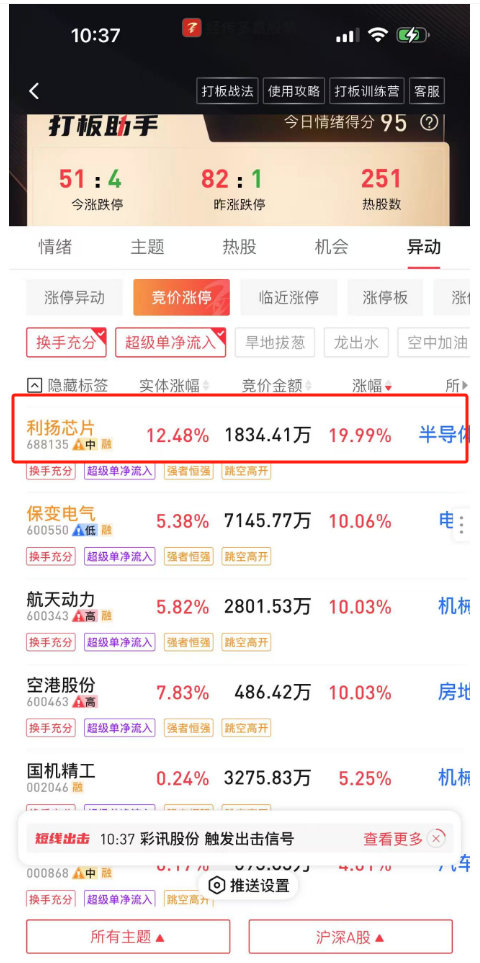 10:37
打板战法 使用攻略 打板训练营 客服
打板助手 今日情绪得分 95
51 : 4 82 : 1 251
今涨跌停 昨涨跌停 热股数
情绪 主题 热股 机会 异动
涨停异动 竞价涨停 临近涨停 涨停板
换手充分 超级单净流入 旱地拔葱 龙出水 空中加油
隐藏标签 实体涨幅 竞价金额 涨幅 所
利扬芯片 12.48% 1834.41万 19.99% 半导体
688135 中 融
换手充分 超级单净流入 强者恒强 跳空高开
保变电气 5.38% 7145.77万 10.06% 电
600550 低 融
换手充分 超级单净流入 强者恒强 跳空高开
航天动力 5.82% 2801.53万 10.03% 机械
600343 高 融
换手充分 超级单净流入 强者恒强 跳空高开
空港股份 7.83% 486.42万 10.03% 房地
600463 高
换手充分 超级单净流入 强者恒强 跳空高开
国机精工 0.24% 3275.83万 5.25% 机械
002046 融
短线出击 10:37 彩讯股份 触发出击信号 查看更多
000868 中 融 汽车
推送设置
换手充分 超级单净流入 跳空高开
所有主题 沪深A股